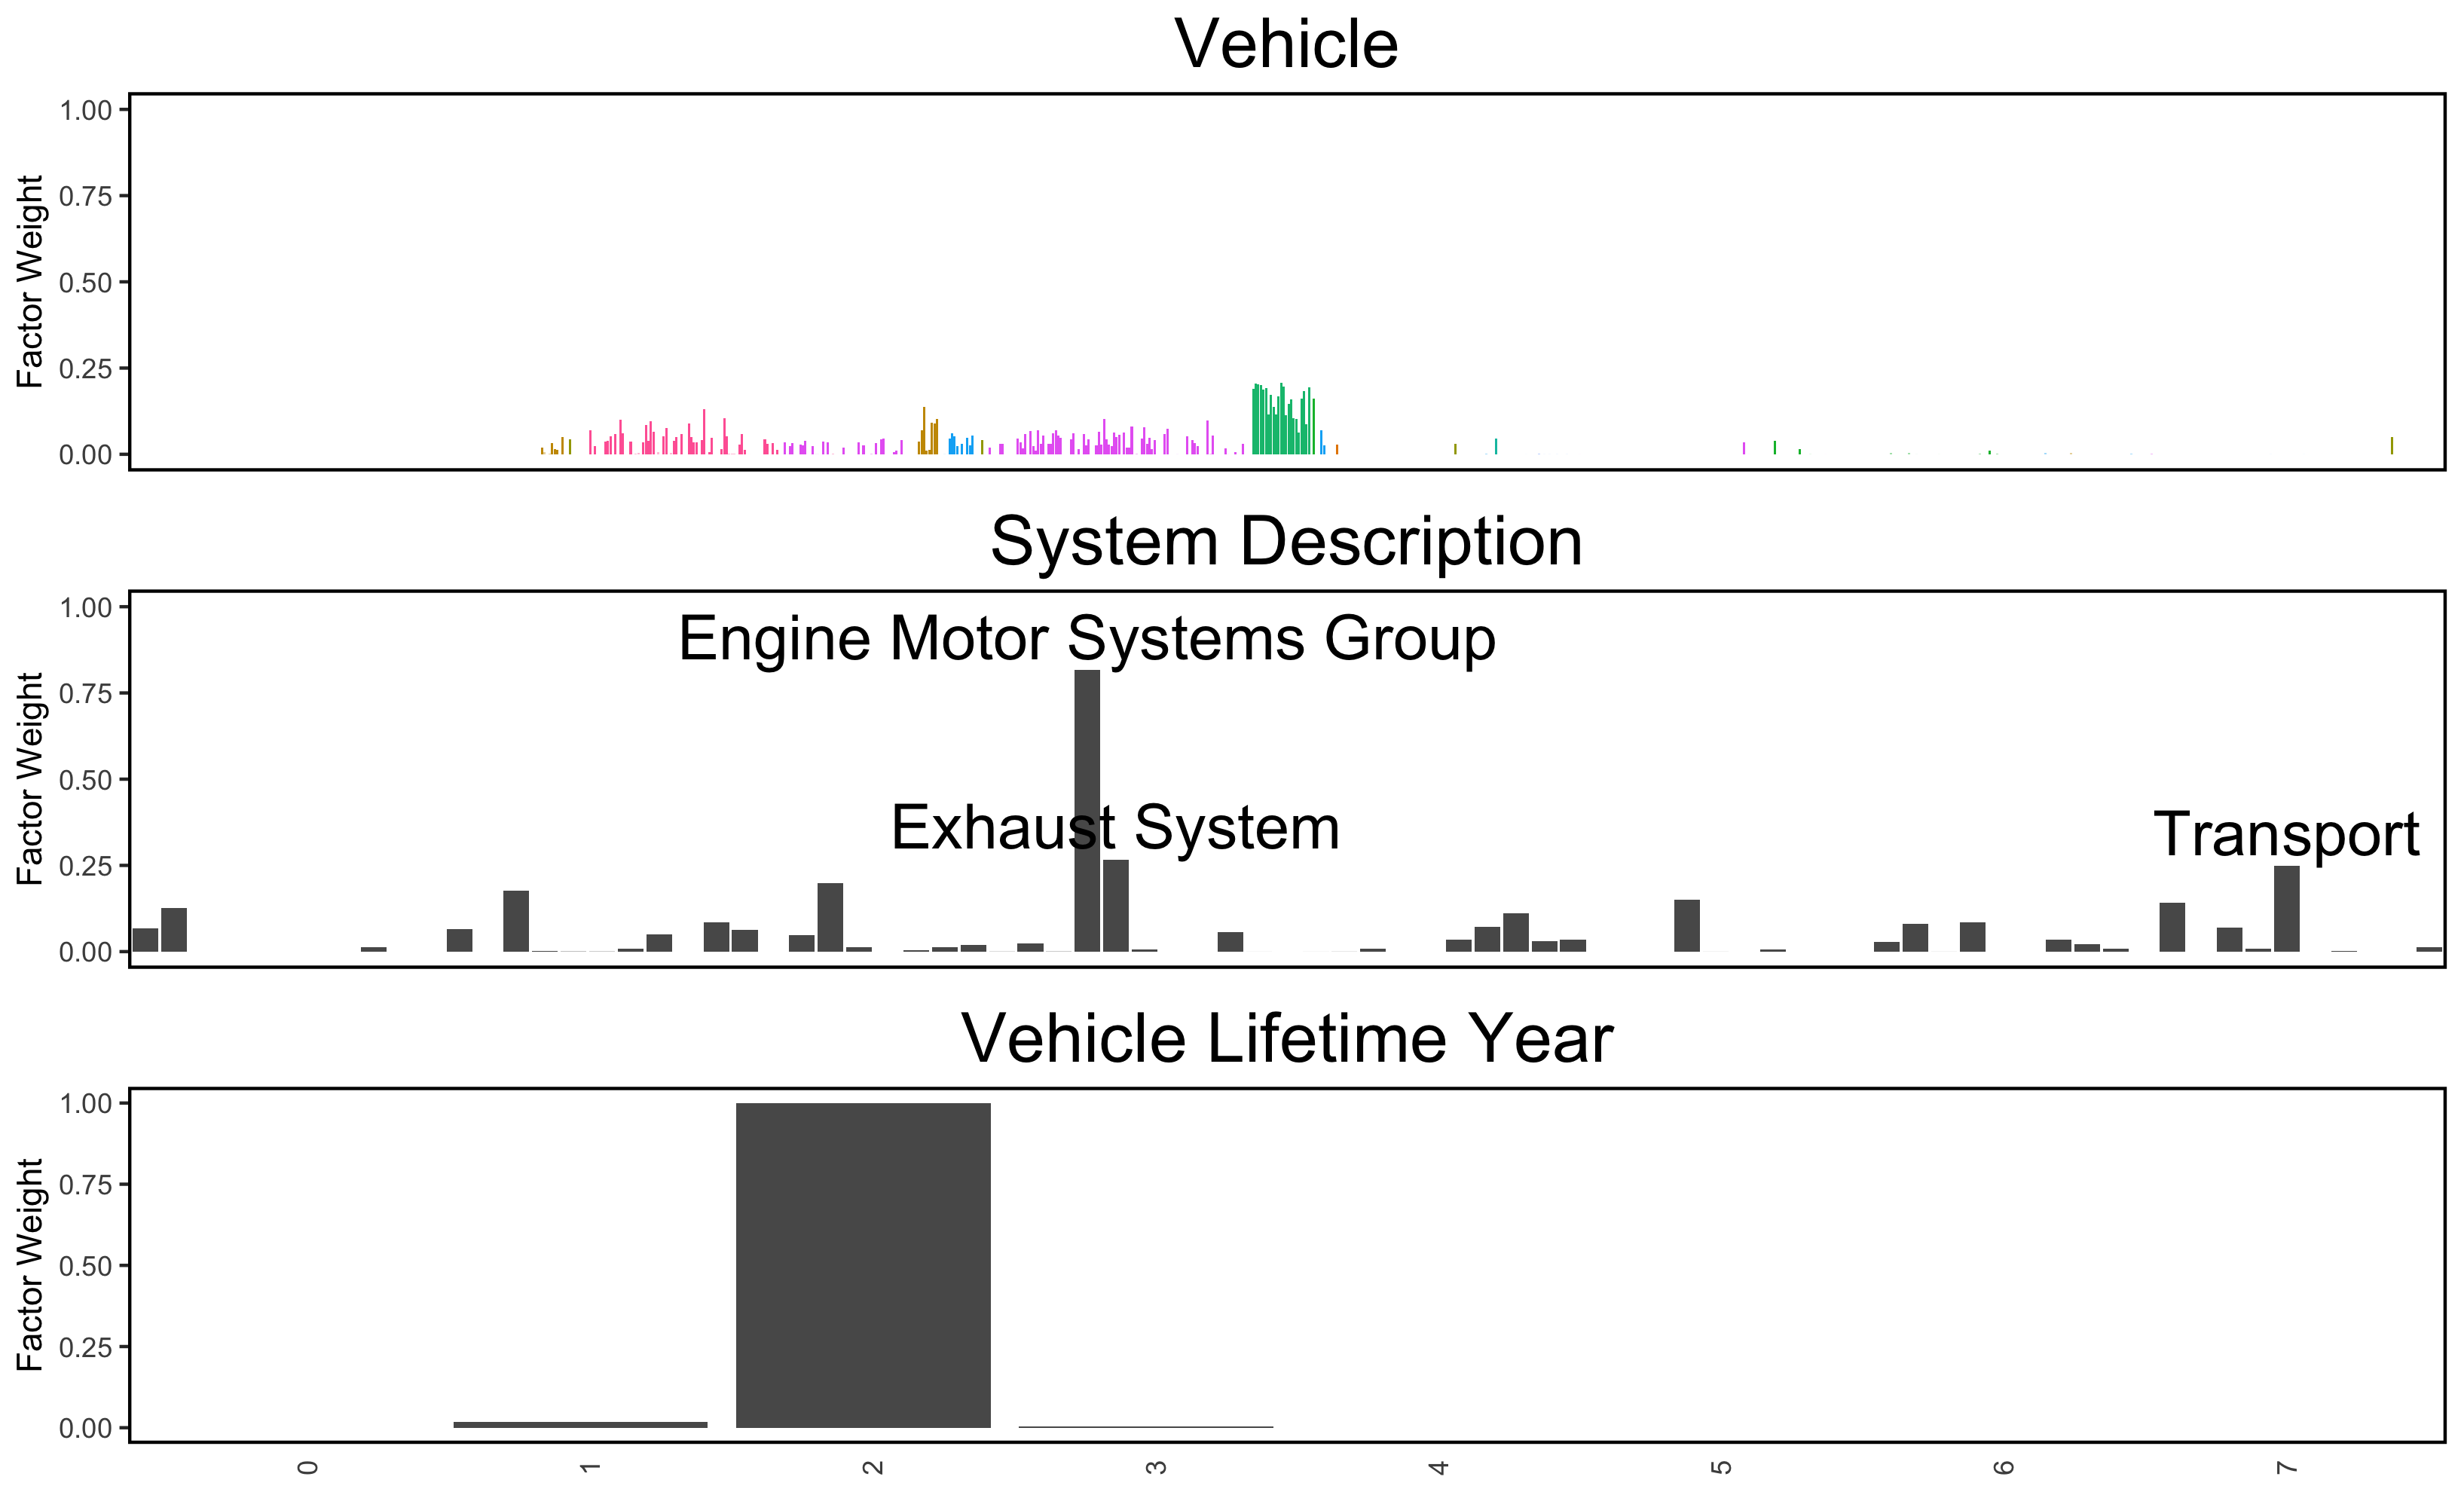 Vehicle
Factor Weight
1.00
0.75
0.50
0.25
0.00
System Description
Factor Weight
1.00
0.75
0.50
0.25
0.00
Engine Motor Systems Group
Exhaust System
Transport
Vehicle Lifetime Year
Factor Weight
1.00
0.75
0.50
0.25
0.00
0 1 2 3 4 5 6 7